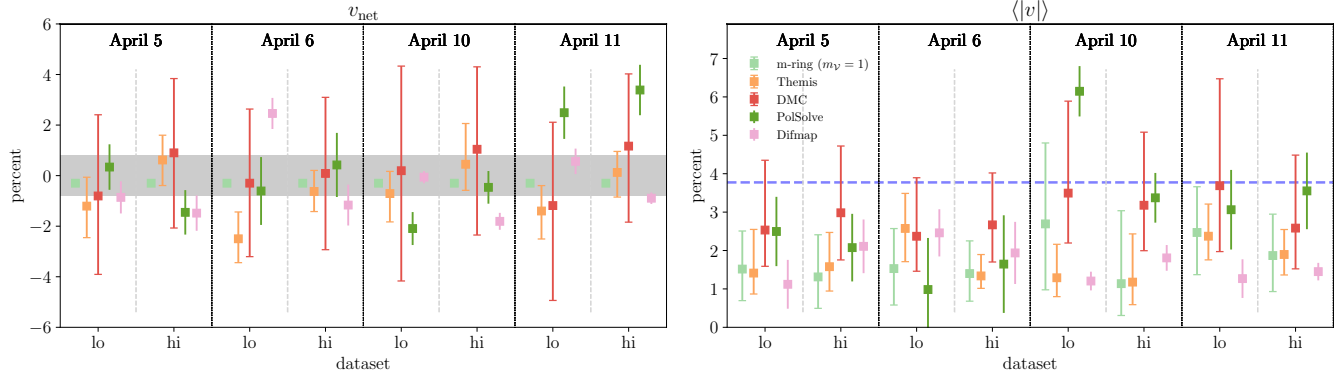 v_net
6
4
2
0
−2
−4
−6
percent
April 5
April 6
April 10
April 11
lo
hi
lo
hi
lo
hi
lo
hi
dataset
⟨|v|⟩
7
6
5
4
3
2
1
0
percent
April 5
April 6
April 10
April 11
m-ring (m_𝒱 = 1)
Themis
DMC
PolSolve
Difmap
lo
hi
lo
hi
lo
hi
lo
hi
dataset